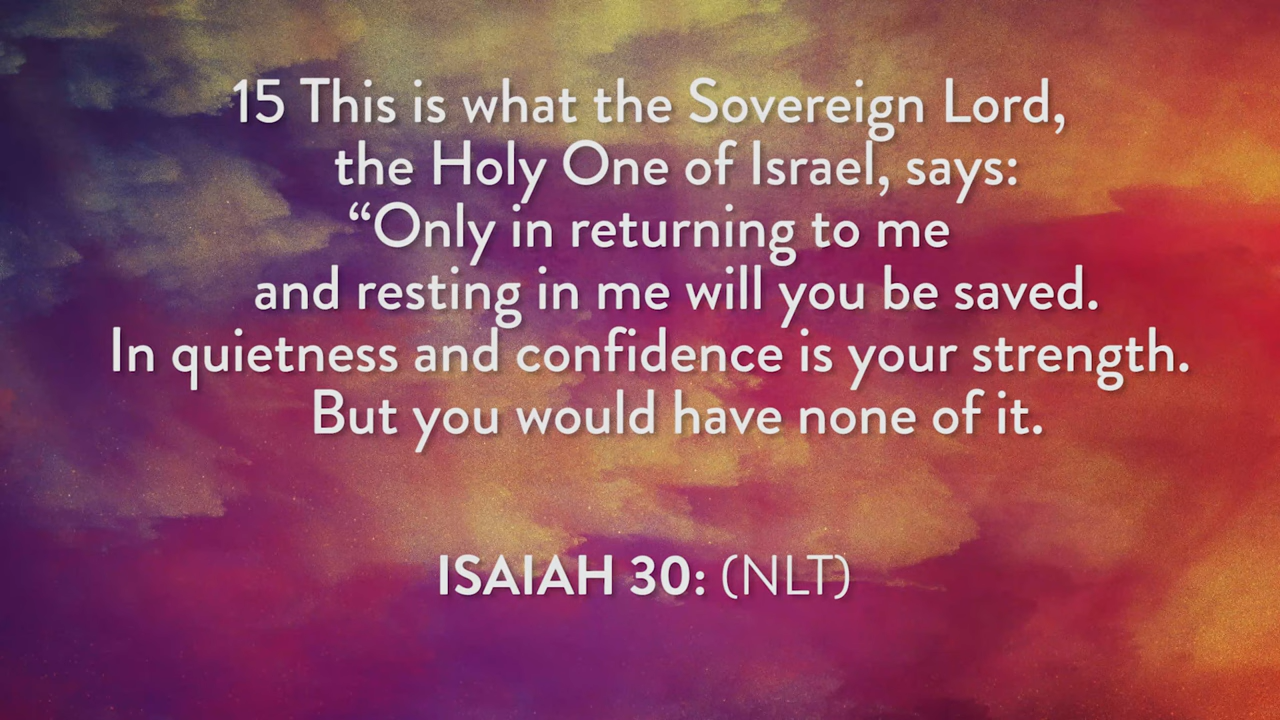 15 This is what the Sovereign Lord,
the Holy One of Israel, says:
“Only in returning to me
and resting in me will you be saved.
In quietness and confidence is your strength.
But you would have none of it.
ISAIAH 30: (NLT)